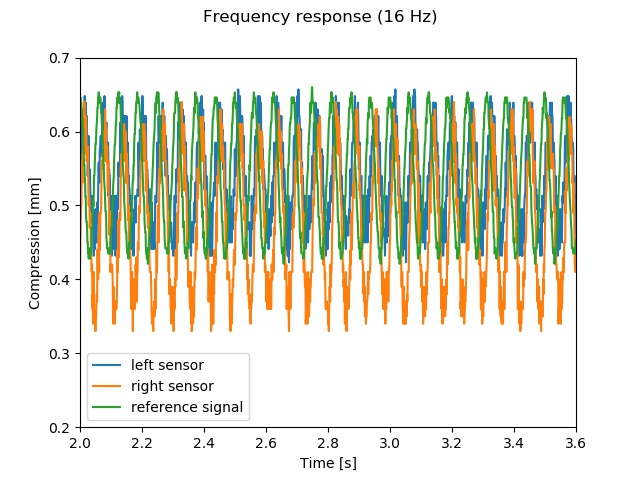 Frequency response (16 Hz)
0.7
0.6
0.5
0.4
0.3
0.2
Compression [mm]
left sensor
right sensor
reference signal
2.0 2.2 2.4 2.6 2.8 3.0 3.2 3.4 3.6
Time [s]